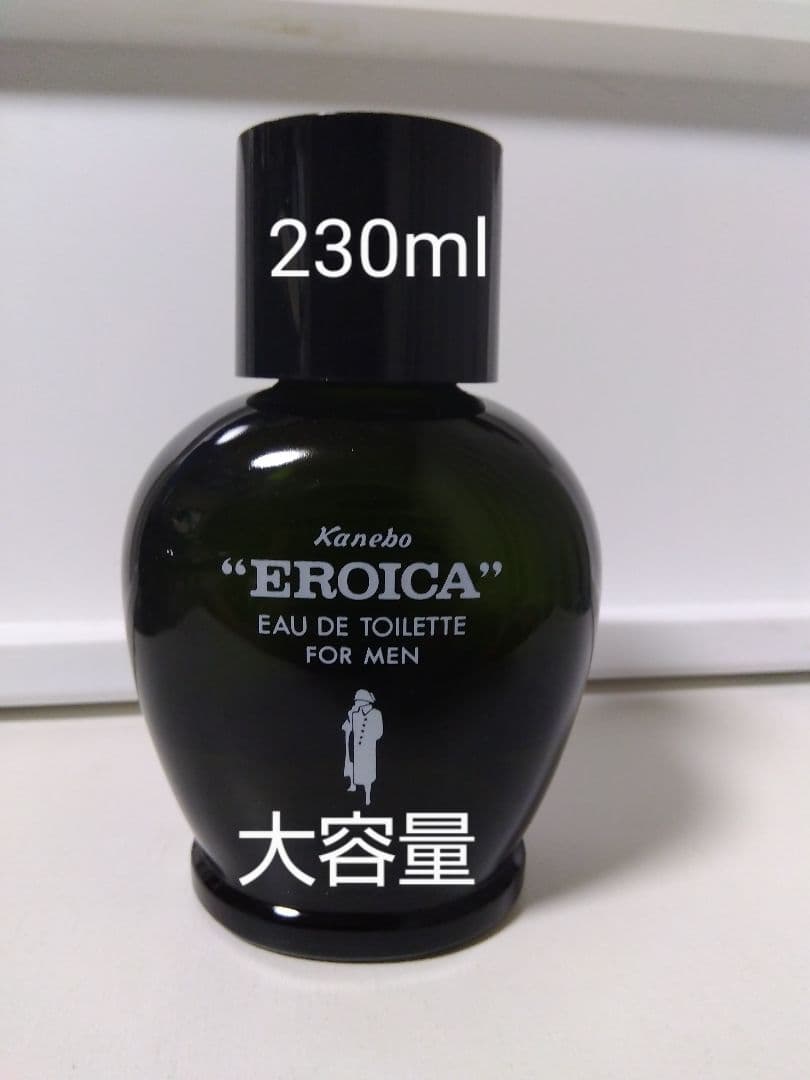 230ml
Kanebo
“EROICA”
EAU DE TOILETTE
FOR MEN
大容量